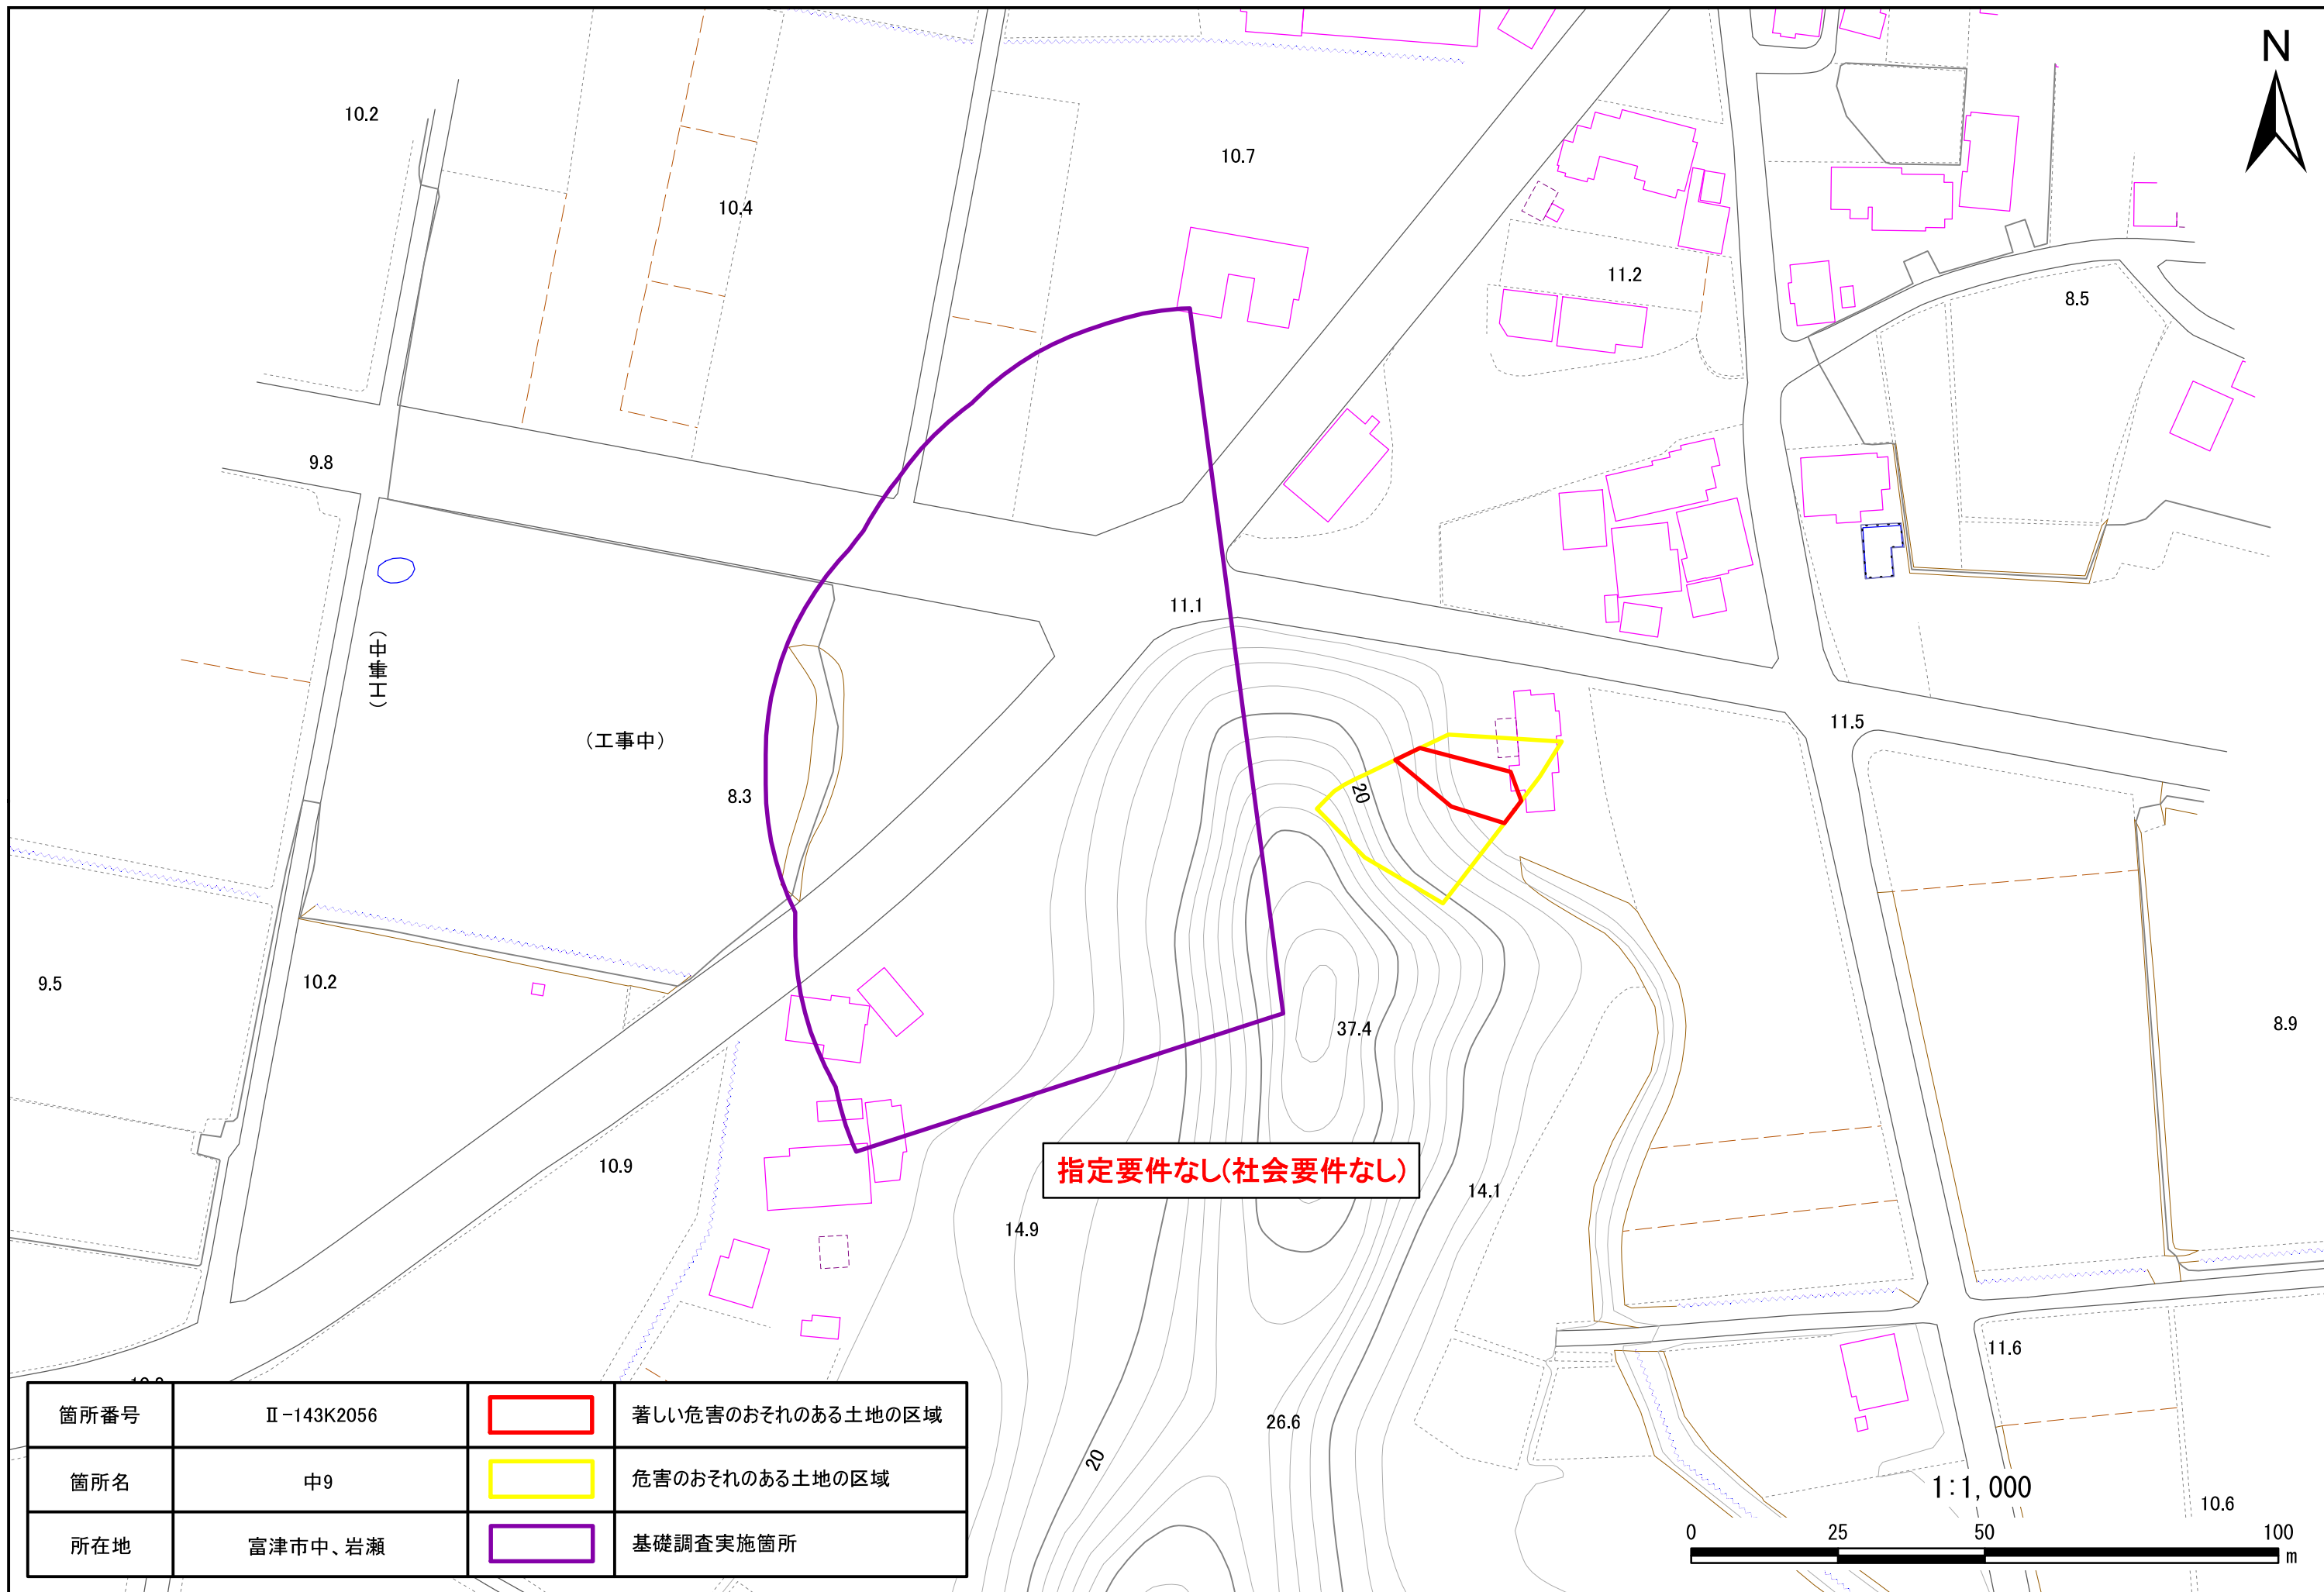 N
10.2
10.7
10.4
11.2
8.5
9.8
11.1
(工事中)
(工事中)
11.5
20
8.3
9.5
10.2
37.4
8.9
10.9
指定要件なし(社会要件なし)
14.1
14.9
11.6
26.6
20
1:1,000
10.6
0 25 50 100
m
箇所番号 Ⅱ-143K2056 著しい危害のおそれのある土地の区域
箇所名 中9 危害のおそれのある土地の区域
所在地 富津市中、岩瀬 基礎調査実施箇所